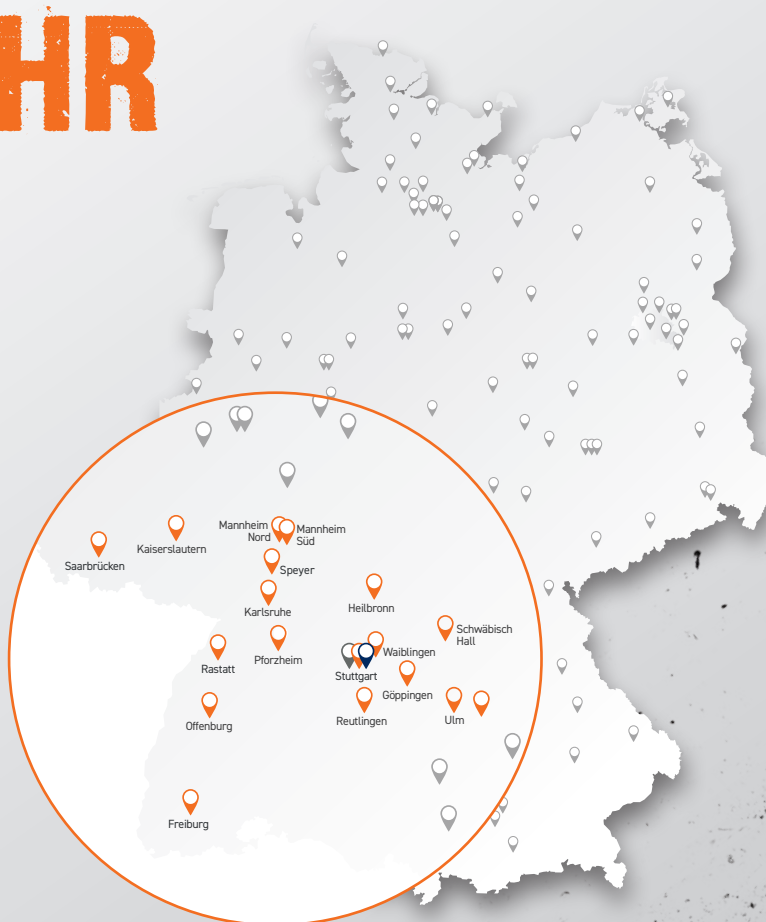 HR
Mannheim
Nord
Mannheim
Süd
Saarbrücken
Kaiserslautern
Speyer
Karlsruhe
Heilbronn
Schwäbisch
Hall
Rastatt
Pforzheim
Waiblingen
Stuttgart
Göppingen
Offenburg
Reutlingen
Ulm
Freiburg